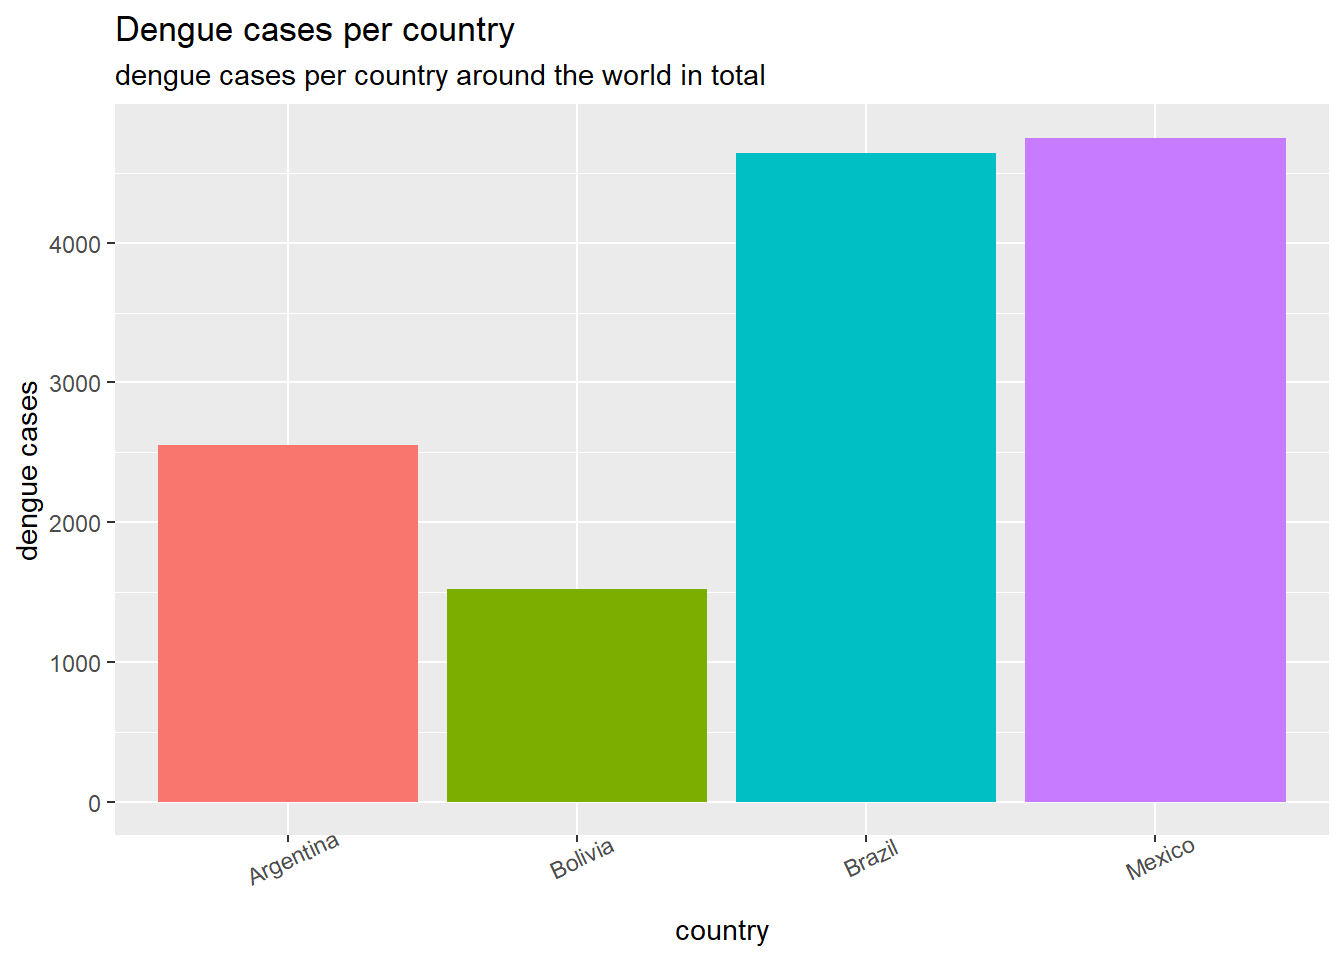 Dengue cases per country
dengue cases per country around the world in total
dengue cases
4000
3000
2000
1000
0
Argentina
Bolivia
Brazil
Mexico
country